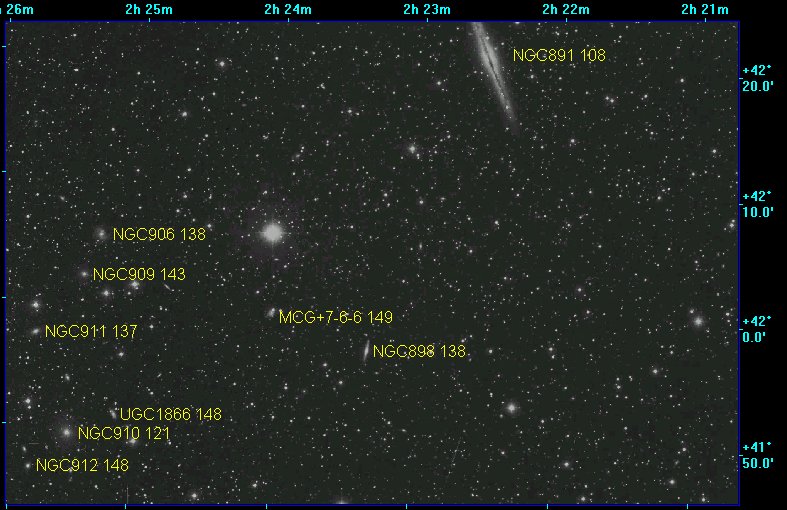 h 26m 2h 25m 2h 24m 2h 23m 2h 22m 2h 21m
NGC891 108
+42°
20.0'
+42°
10.0'
NGC906 138
NGC909 143
MCG+7-6-6 149
+42°
0.0'
NGC911 137
NGC898 138
UGC1866 148
NGC910 121
+41°
50.0'
NGC912 148